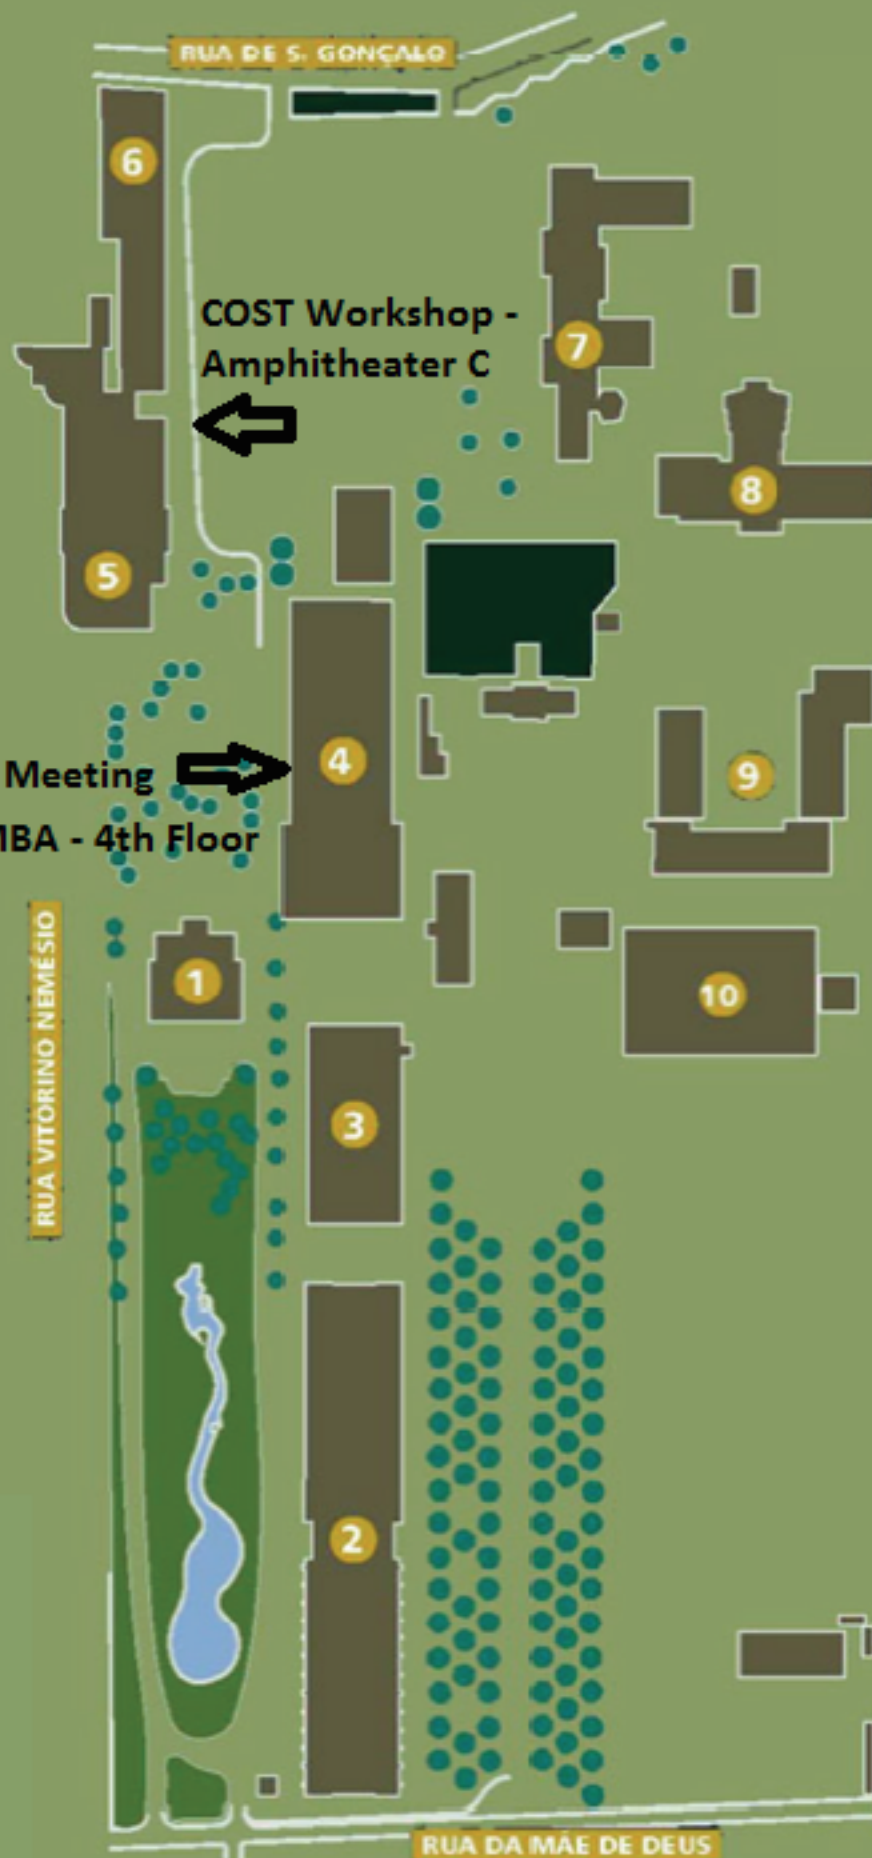 RUA DE S. GONÇALO
6
COST Workshop -
Amphitheater C
7
8
5
4
Meeting
MBA - 4th Floor
9
1
10
RUA VITORINO NEMÉSIO
3
2
RUA DA MÃE DE DEUS